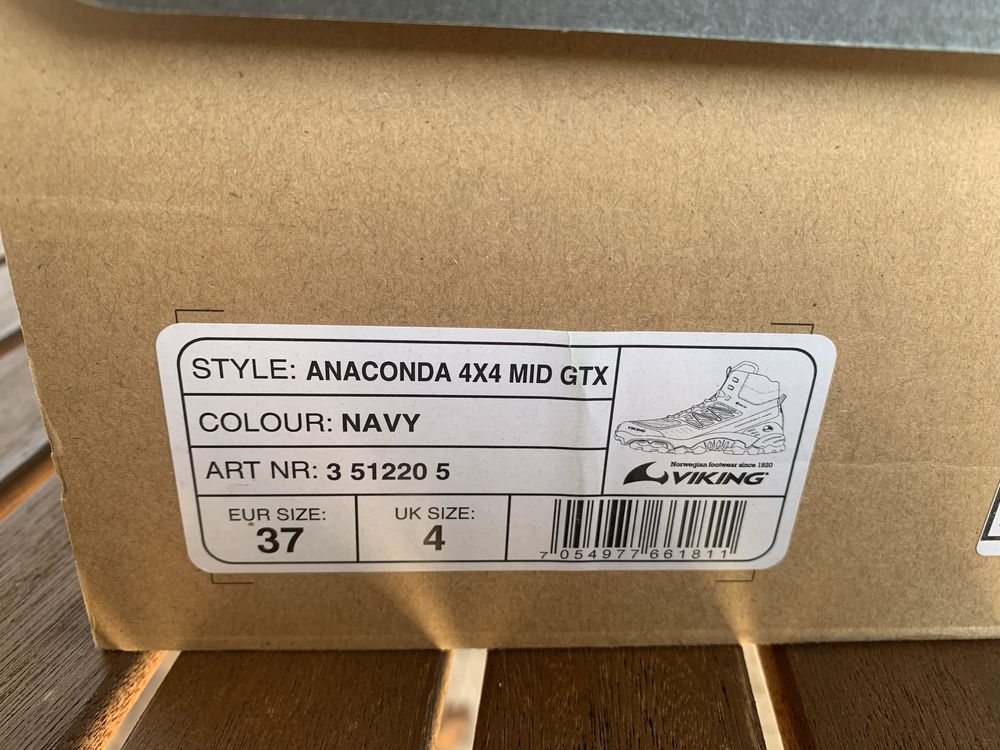 STYLE: ANACONDA 4X4 MID GTX
COLOUR: NAVY
ART NR: 3 51220 5
VIKING
Norwegian footwear since 1920
VIKING
EUR SIZE:
37
UK SIZE:
4
7 054977 661811